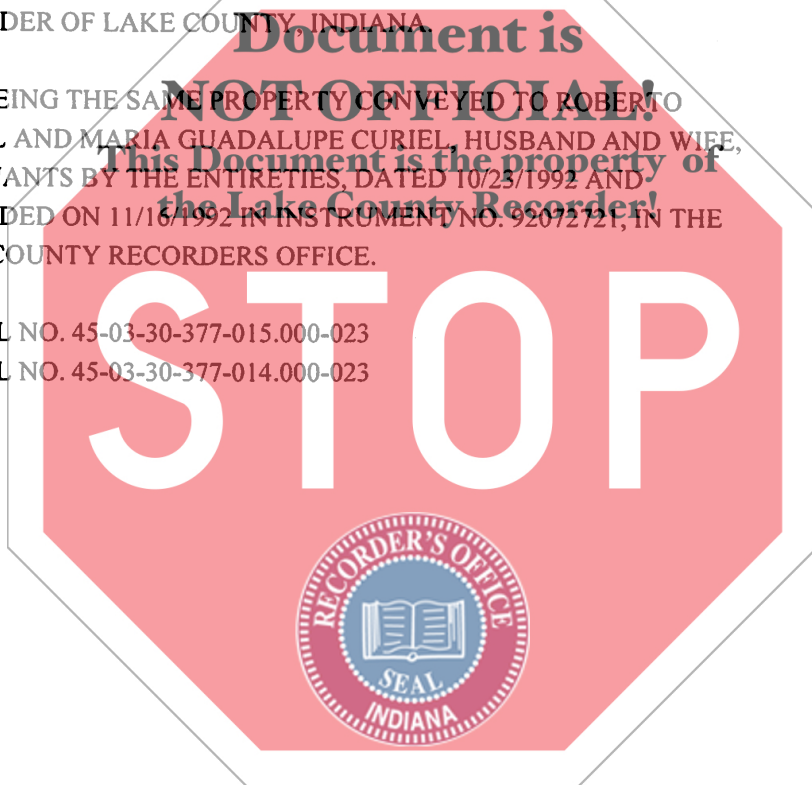 DER OF LAKE COUNTY, INDIANA.
Document is
NOT OFFICIAL!
EING THE SAME PROPERTY CONVEYED TO ROBERTO
L AND MARIA GUADALUPE CURIEL, HUSBAND AND WIFE,
This Document is the property of
ANTS BY THE ENTIRETIES, DATED 10/23/1992 AND
the Lake County Recorder!
DED ON 11/16/1992 IN INSTRUMENT NO. 92072721, IN THE
COUNTY RECORDERS OFFICE.
L NO. 45-03-30-377-015.000-023
L NO. 45-03-30-377-014.000-023
STOP
RECORDER'S OFFICE
SEAL
INDIANA